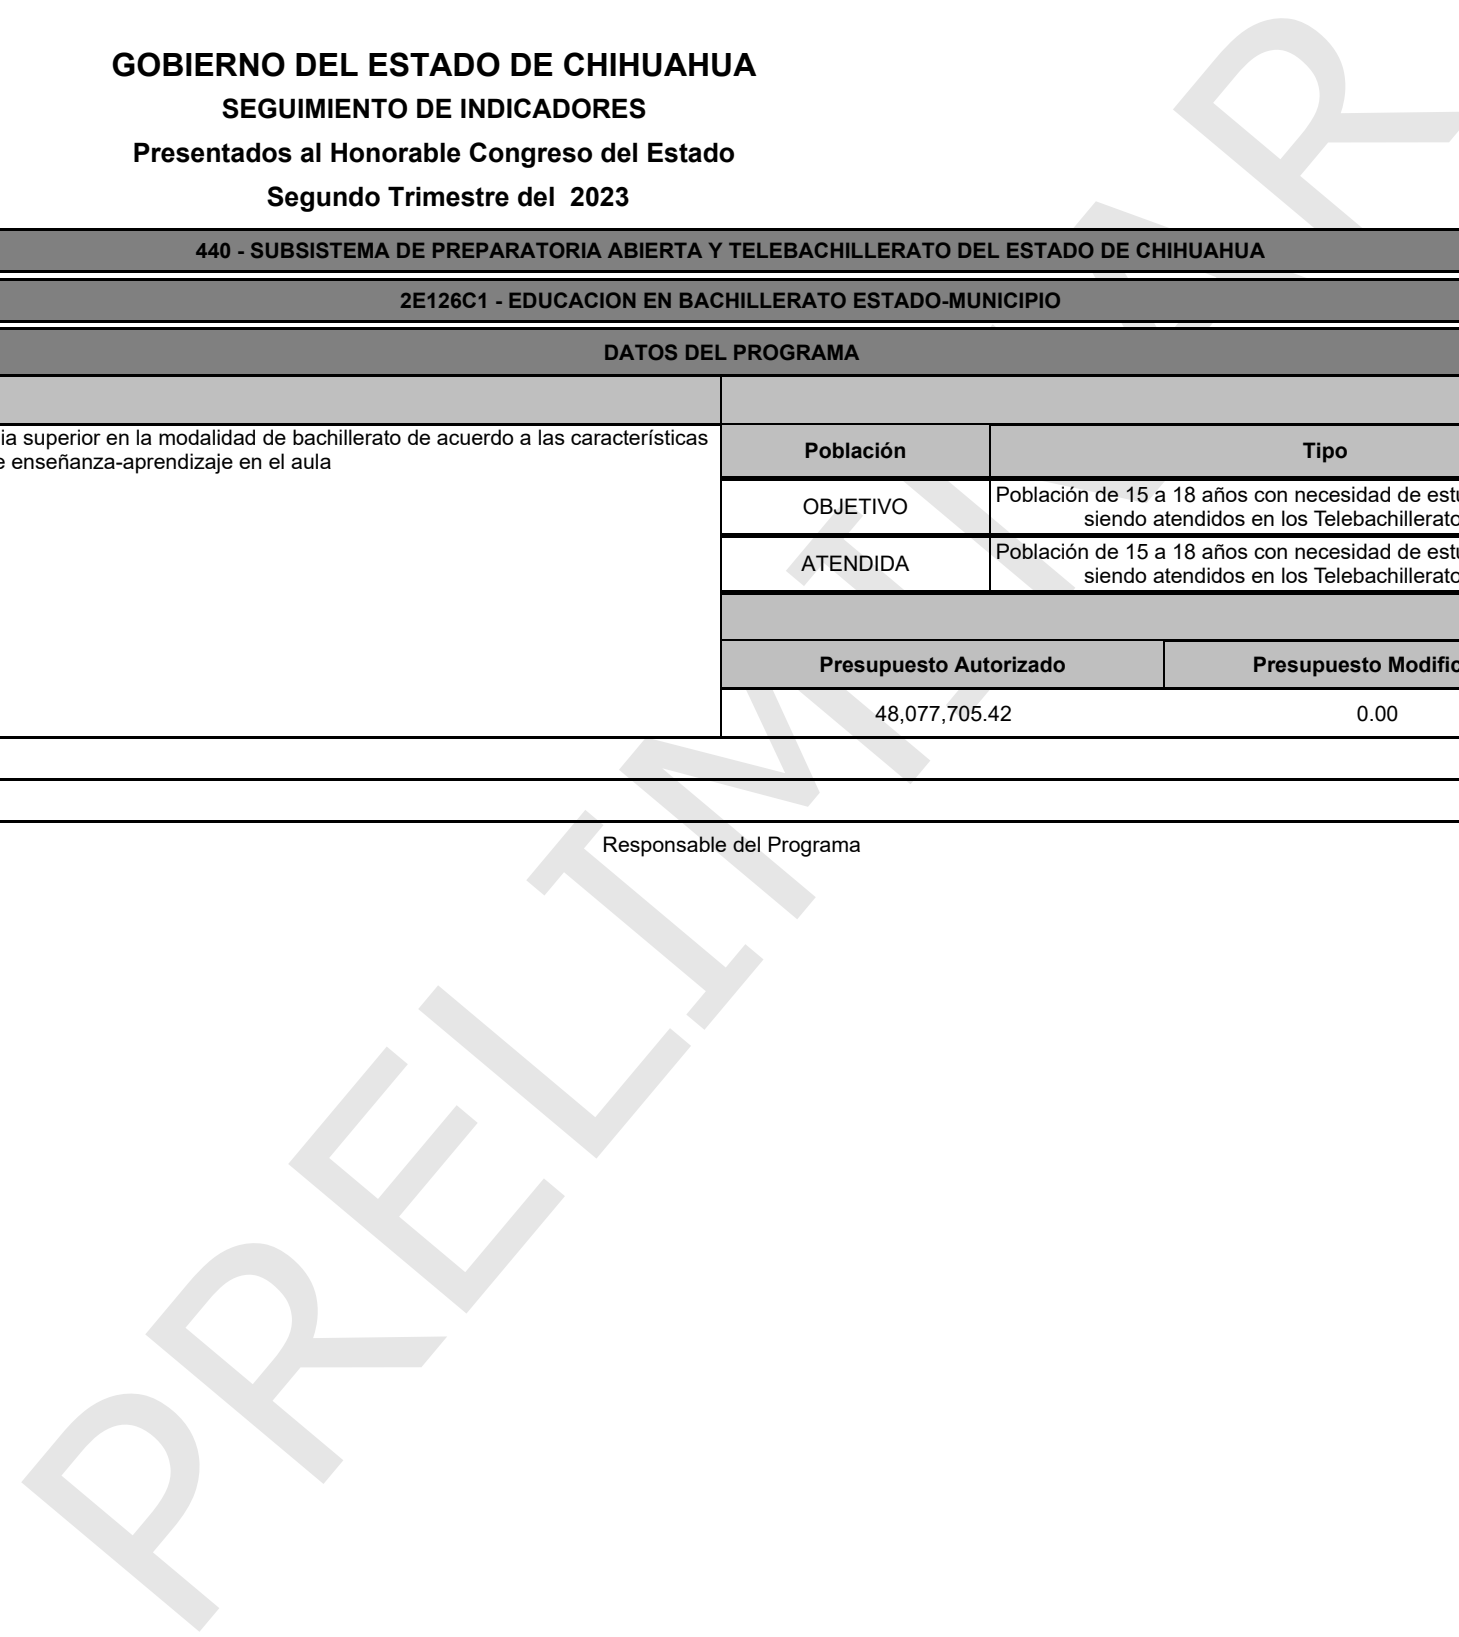 GOBIERNO DEL ESTADO DE CHIHUAHUA
SEGUIMIENTO DE INDICADORES
Presentados al Honorable Congreso del Estado
Segundo Trimestre del 2023
440 - SUBSISTEMA DE PREPARATORIA ABIERTA Y TELEBACHILLERATO DEL ESTADO DE CHIHUAHUA
2E126C1 - EDUCACION EN BACHILLERATO ESTADO-MUNICIPIO
DATOS DEL PROGRAMA
ia superior en la modalidad de bachillerato de acuerdo a las características
e enseñanza-aprendizaje en el aula
Población Tipo
OBJETIVO
Población de 15 a 18 años con necesidad de estu
siendo atendidos en los Telebachillerato
ATENDIDA
Población de 15 a 18 años con necesidad de estu
siendo atendidos en los Telebachillerato
Presupuesto Autorizado Presupuesto Modific
48,077,705.42 0.00
Responsable del Programa
PRELIMINAR